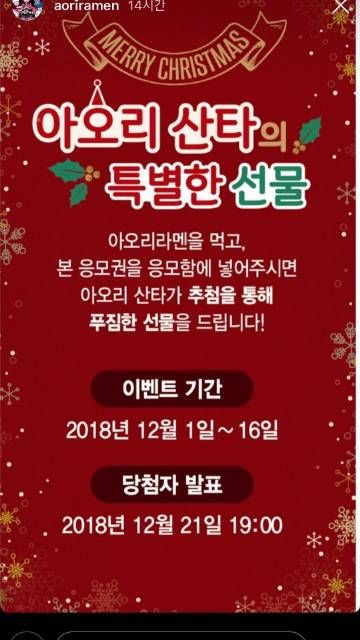 aoriramen 14시간
MERRY CHRISTMAS
아오리 산타의
특별한 선물
아오리라멘을 먹고,
본 응모권을 응모함에 넣어주시면
아오리 산타가 추첨을 통해
푸짐한 선물을 드립니다!
이벤트 기간
2018년 12월 1일~16일
당첨자 발표
2018년 12월 21일 19:00